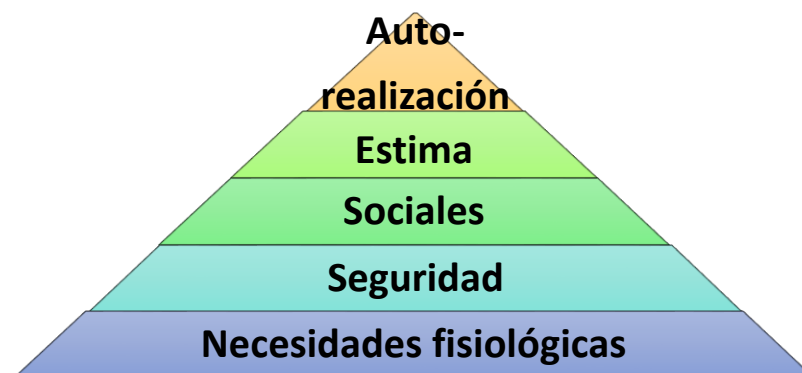 Auto-
realización
Estima
Sociales
Seguridad
Necesidades fisiológicas